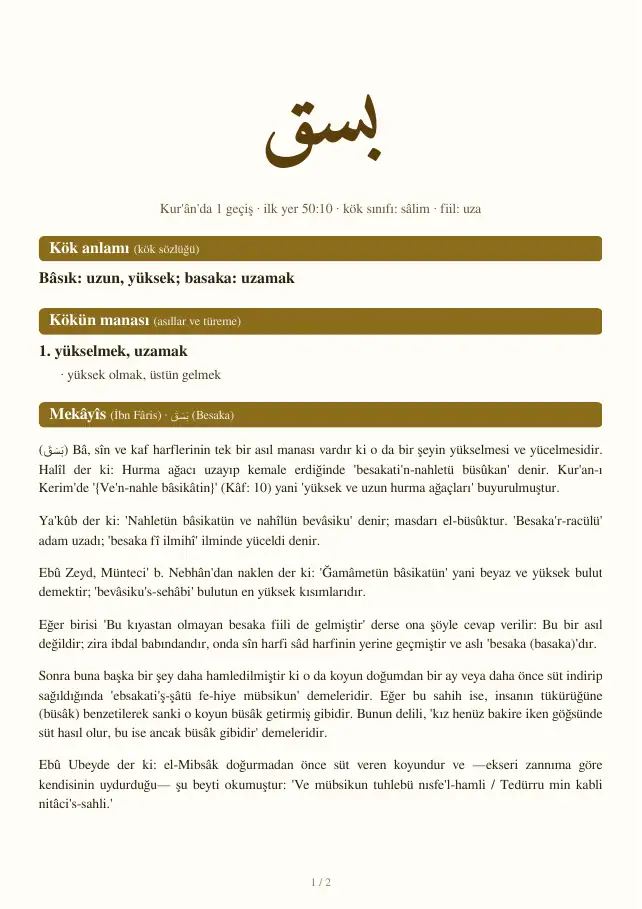 بسق
Kur'ân'da 1 geçiş · ilk yer 50:10 · kök sınıfı: sâlim · fiil: uza
Kök anlamı (kök sözlüğü)
Bâsık: uzun, yüksek; basaka: uzamak
Kökün manası (asıllar ve türeme)
1. yükselmek, uzamak
· yüksek olmak, üstün gelmek
Mekâyîs (İbn Fâris) · بَسَقَ (Besaka)
(بَسَقَ) Bâ, sîn ve kaf harflerinin tek bir asıl manası vardır ki o da bir şeyin yükselmesi ve yücelmesidir.
Halîl der ki: Hurma ağacı uzayıp kemale erdiğinde 'besakati'n-nahletü büsûkan' denir. Kur'an-ı
Kerim'de '{Ve'n-nahle bâsikâtin}' (Kâf: 10) yani 'yüksek ve uzun hurma ağaçları' buyurulmuştur.
Ya'kûb der ki: 'Nahletün bâsikatün ve nahîlün bevâsiku' denir; masdarı el-büsûktur. 'Besaka'r-racülü'
adam uzadı; 'besaka fî ilmihî' ilminde yüceldi denir.
Ebû Zeyd, Münteci' b. Nebhân'dan naklen der ki: 'Ğamâmetün bâsikatün' yani beyaz ve yüksek bulut
demektir; 'bevâsiku's-sehâbi' bulutun en yüksek kısımlarıdır.
Eğer birisi 'Bu kıyastan olmayan besaka fiili de gelmiştir' derse ona şöyle cevap verilir: Bu bir asıl
değildir; zira ibdal babındandır, onda sîn harfi sâd harfinin yerine geçmiştir ve aslı 'besaka (basaka)'dır.
Sonra buna başka bir şey daha hamledilmiştir ki o da koyun doğumdan bir ay veya daha önce süt indirip
sağıldığında 'ebsakati'ş-şâtü fe-hiye mübsikun' demeleridir. Eğer bu sahih ise, insanın tükürüğüne
(büsâk) benzetilerek sanki o koyun büsâk getirmiş gibidir. Bunun delili, 'kız henüz bakire iken göğsünde
süt hasıl olur, bu ise ancak büsâk gibidir' demeleridir.
Ebû Ubeyde der ki: el-Mibsâk doğurmadan önce süt veren koyundur ve —ekseri zannıma göre
kendisinin uydurduğu— şu beyti okumuştur: 'Ve mübsikun tuhlebü nısfe'l-hamli / Tedürru min kabli
nitâci's-sahli.'
1 / 2